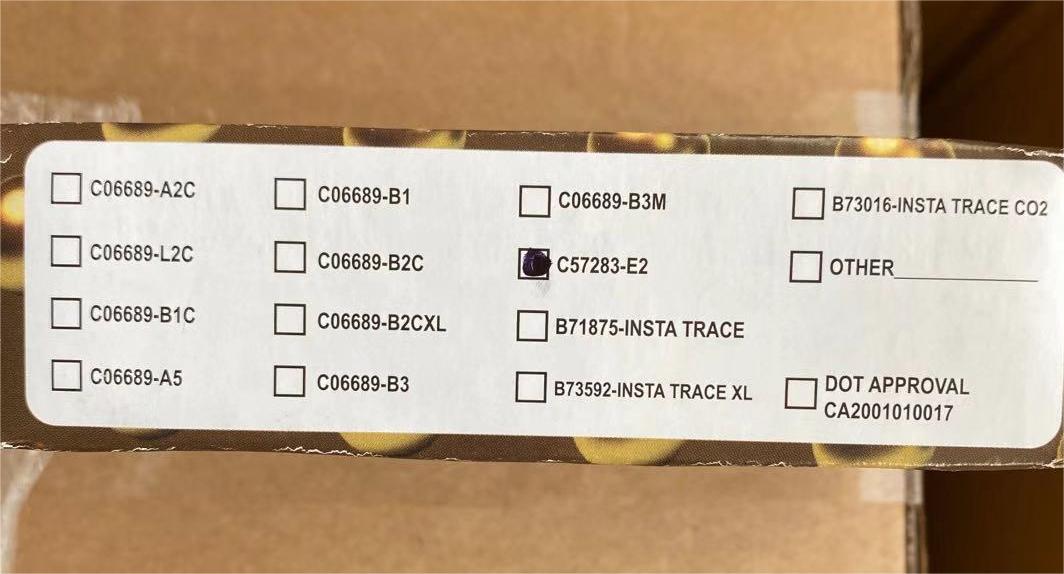 C06689-A2C
C06689-L2C
C06689-B1C
C06689-A5
C06689-B1
C06689-B2C
C06689-B2CXL
C06689-B3
C06689-B3M
C57283-E2
B71875-INSTA TRACE
B73592-INSTA TRACE XL
B73016-INSTA TRACE CO2
OTHER
DOT APPROVAL
CA2001010017